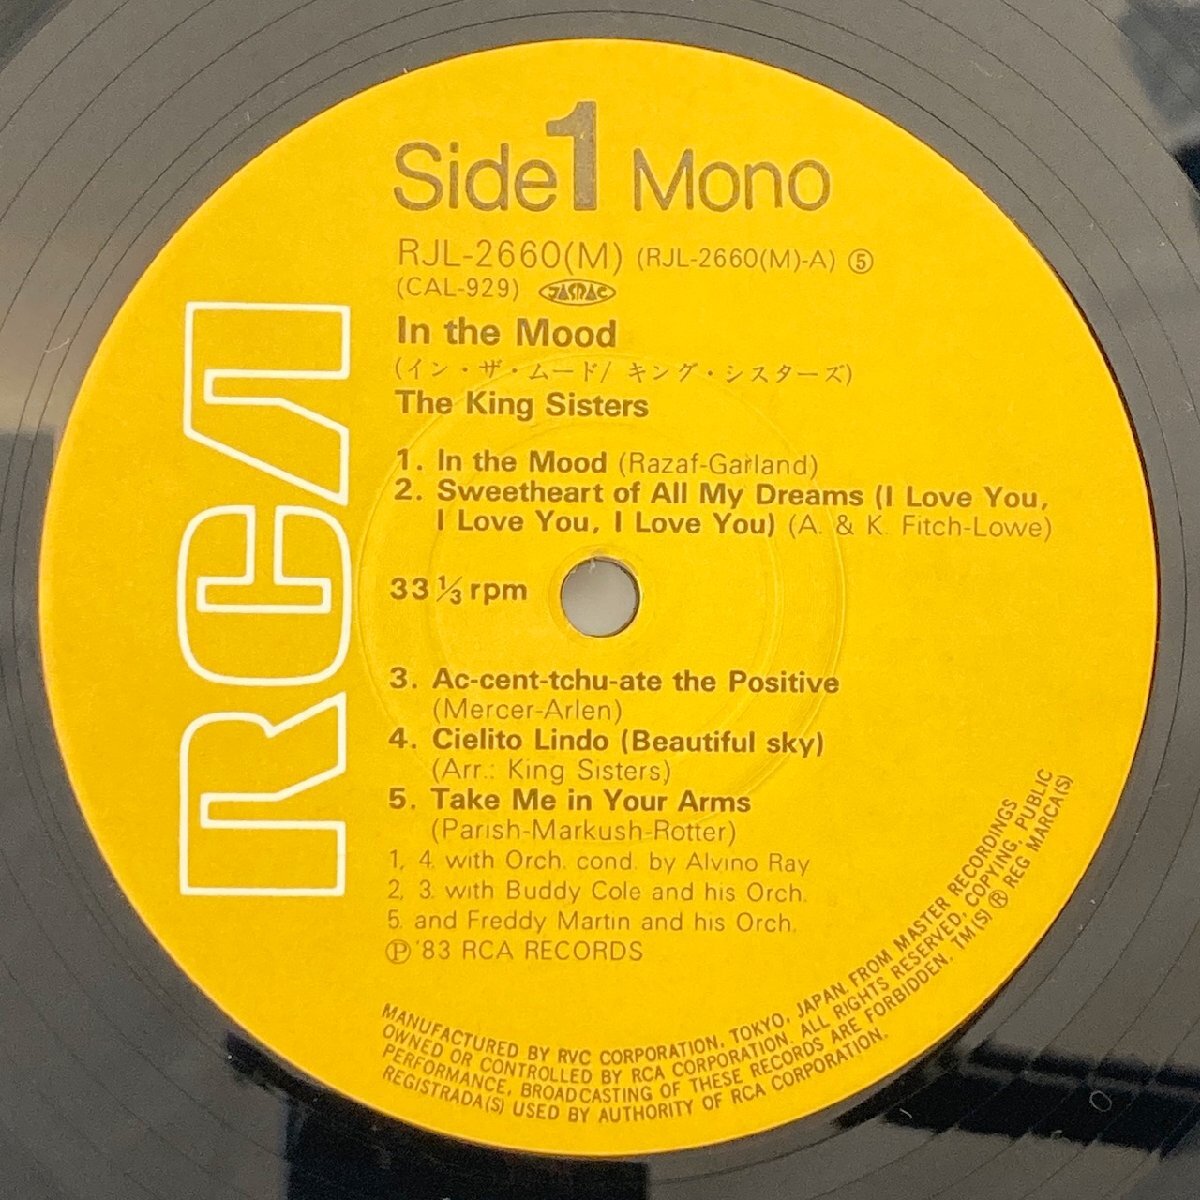 Side 1 Mono
RJL-2660(M) (RJL-2660(M)-A) ⑤
(CAL-929) JASRAC
In the Mood
(イン・ザ・ムード/ キング・シスターズ)
The King Sisters
1. In the Mood (Razaf-Garland)
2. Sweetheart of All My Dreams (I Love You,
I Love You, I Love You) (A. & K. Fitch-Lowe)
33 1/3 rpm
3. Ac-cent-tchu-ate the Positive
(Mercer-Arlen)
4. Cielito Lindo (Beautiful sky)
(Arr.: King Sisters)
5. Take Me in Your Arms
(Parish-Markush-Rotter)
1, 4. with Orch. cond. by Alvino Ray
2, 3. with Buddy Cole and his Orch.
5. and Freddy Martin and his Orch.
Ⓟ '83 RCA RECORDS
RCA
MANUFACTURED BY RVC CORPORATION, TOKYO, JAPAN, FROM MASTER RECORDINGS
OWNED OR CONTROLLED BY RCA CORPORATION. ALL RIGHTS RESERVED, COPYING, PUBLIC
PERFORMANCE, BROADCASTING OF THESE RECORDS ARE FORBIDDEN, TM(S) ® REG MARCA(S)
REGISTRADA(S) USED BY AUTHORITY OF RCA CORPORATION.